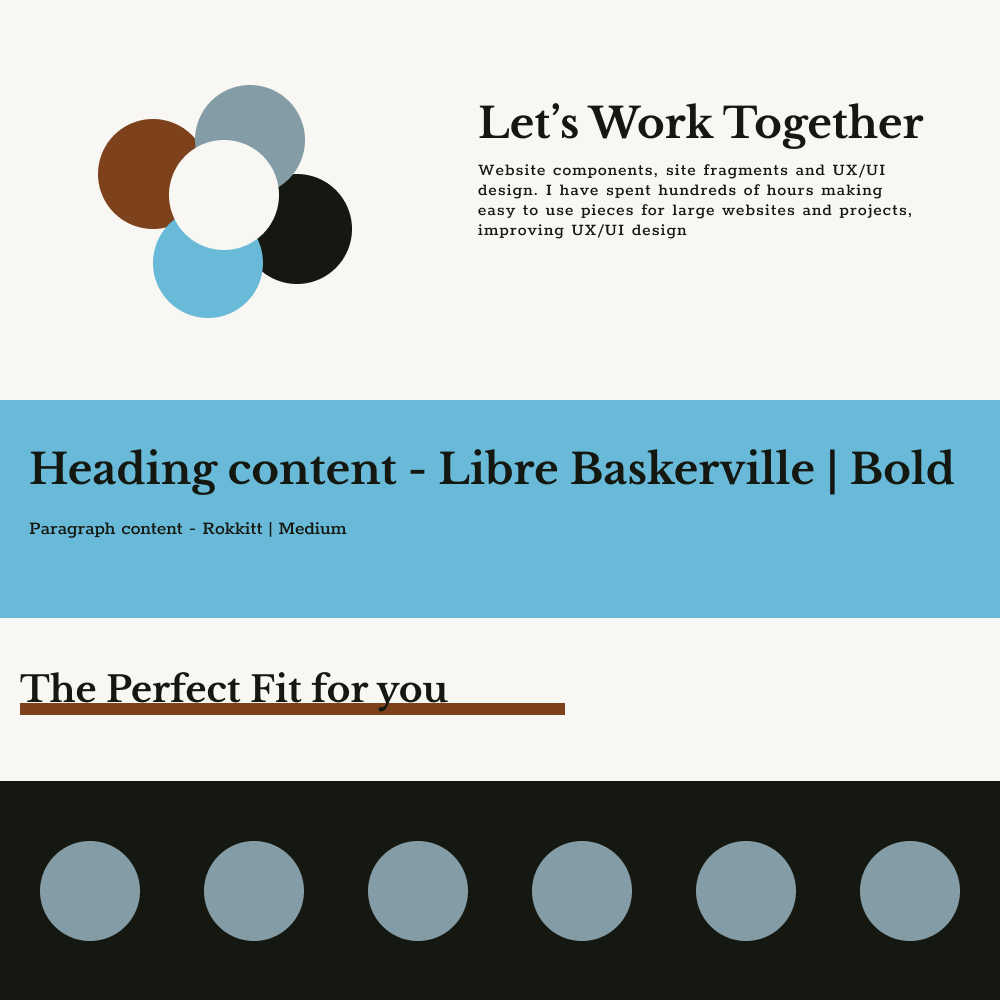 Let’s Work Together
Website components, site fragments and UX/UI
design. I have spent hundreds of hours making
easy to use pieces for large websites and projects,
improving UX/UI design
Heading content - Libre Baskerville | Bold
Paragraph content - Rokkitt | Medium
The Perfect Fit for you